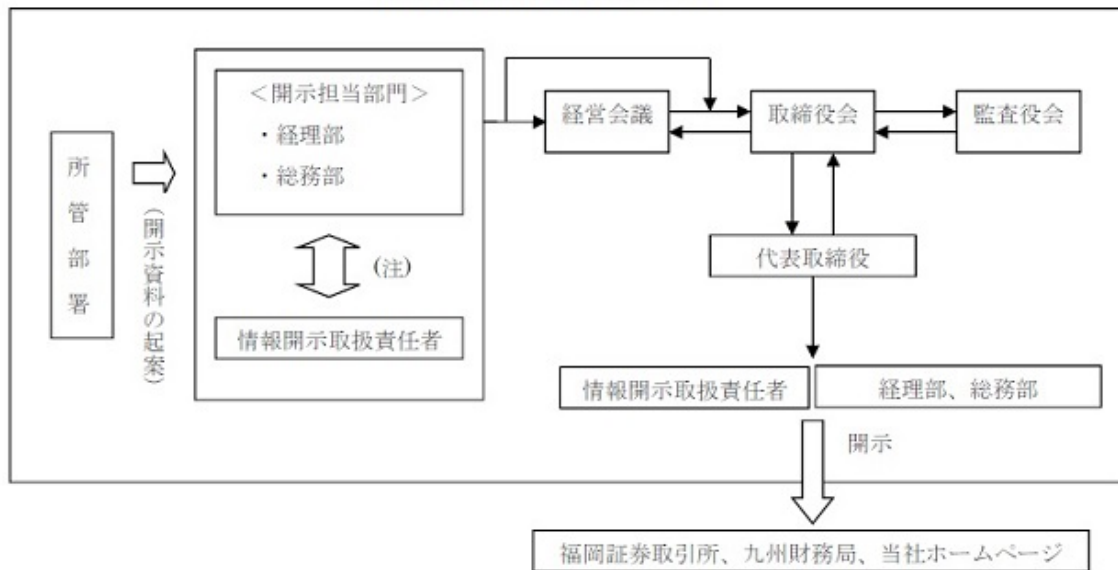 所管部署
(開示資料の起案)
<開示担当部門>
・経理部
・総務部
(注)
情報開示取扱責任者
経営会議
取締役会
監査役会
代表取締役
情報開示取扱責任者
経理部、総務部
開示
福岡証券取引所、九州財務局、当社ホームページ